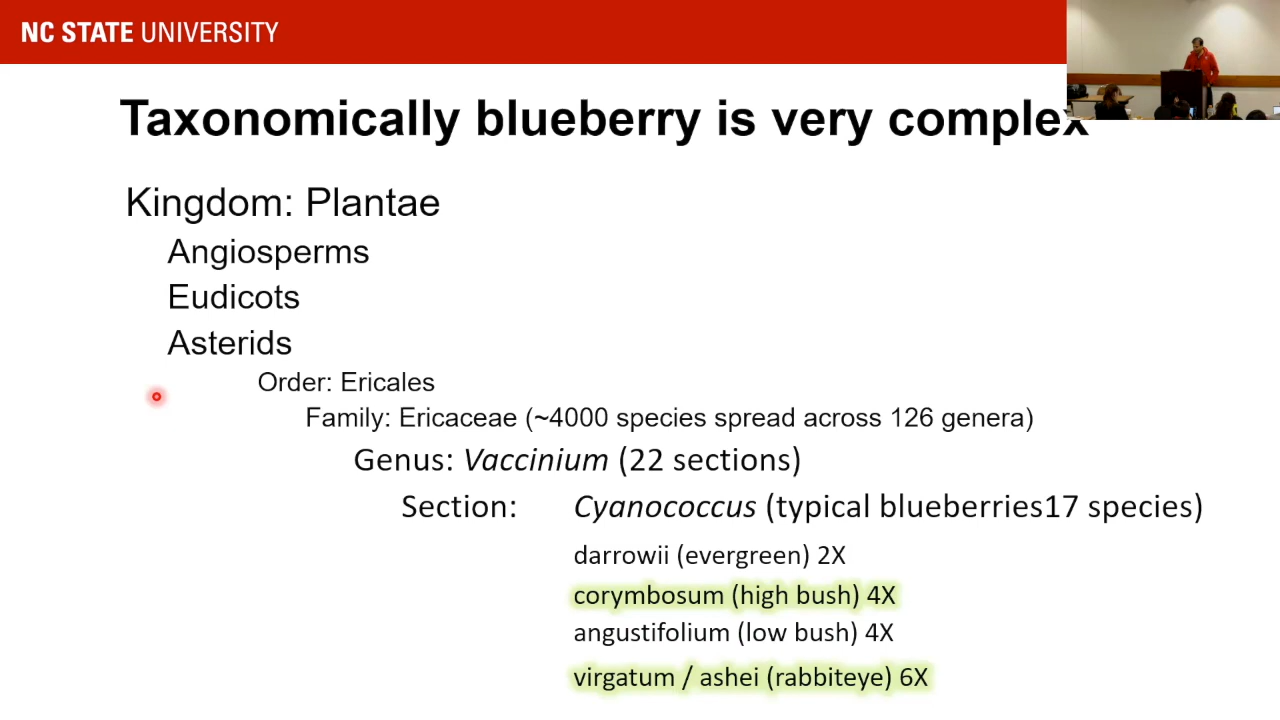 NC STATE UNIVERSITY
Taxonomically blueberry is very complex
Kingdom: Plantae
Angiosperms
Eudicots
Asterids
Order: Ericales
Family: Ericaceae (~4000 species spread across 126 genera)
Genus: Vaccinium (22 sections)
Section: Cyanococcus (typical blueberries17 species)
darrowii (evergreen) 2X
corymbosum (high bush) 4X
angustifolium (low bush) 4X
virgatum / ashei (rabbiteye) 6X